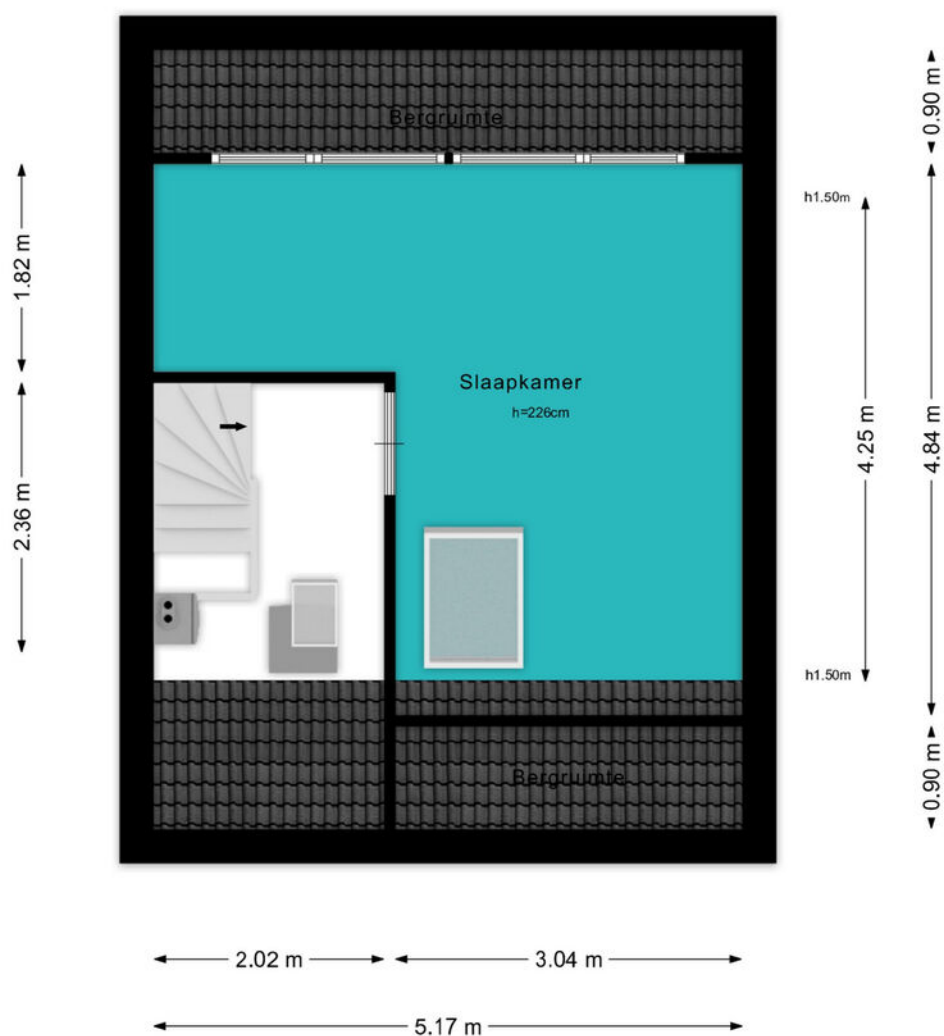 Bergruimte
0.90 m
h1.50m
1.82 m
Slaapkamer
h=226cm
4.25 m
4.84 m
2.36 m
h1.50m
Bergruimte
0.90 m
2.02 m
3.04 m
5.17 m